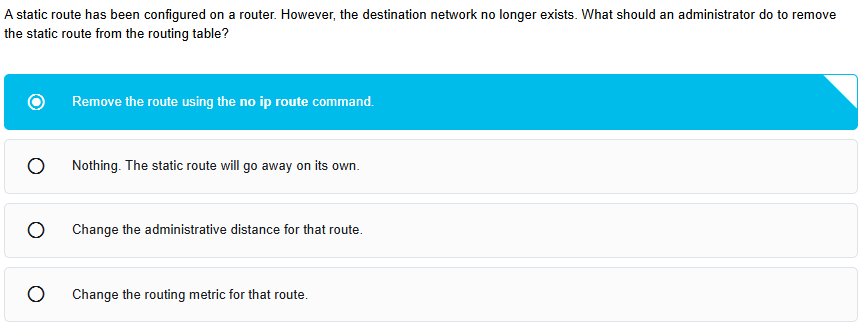 A static route has been configured on a router. However, the destination network no longer exists. What should an administrator do to remove
the static route from the routing table?
Remove the route using the no ip route command.
Nothing. The static route will go away on its own.
Change the administrative distance for that route.
Change the routing metric for that route.